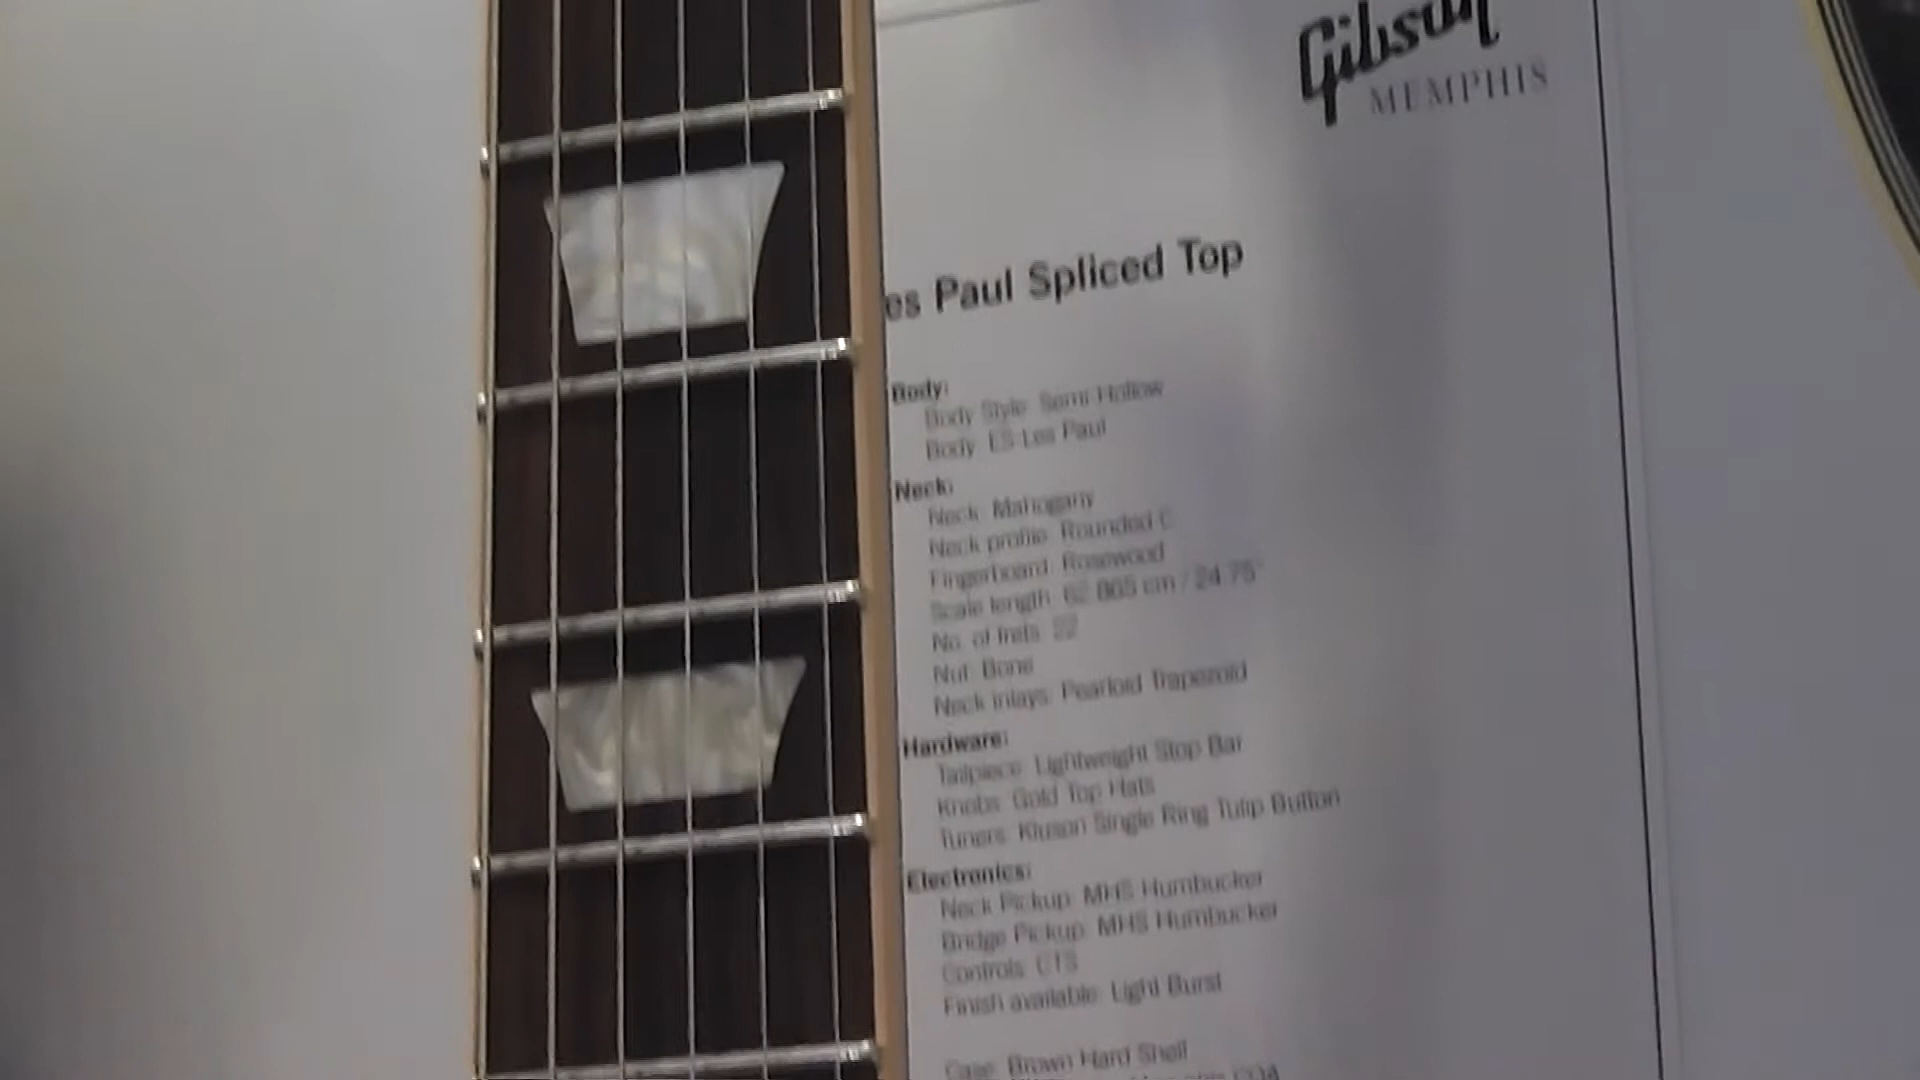 Gibson
MEMPHIS
es Paul Spliced Top
Body:
Body Style: Semi-Hollow
Body: ES-Les Paul
Neck:
Neck: Mahogany
Neck profile: Rounded C
Fingerboard: Rosewood
Scale length: 62.865 cm / 24.75"
No. of frets: 22
Nut: Bone
Neck inlays: Pearloid Trapezoid
Hardware:
Tailpiece: Lightweight Stop Bar
Knobs: Gold Top Hats
Tuners: Kluson Single Ring Tulip Button
Electronics:
Neck Pickup: MHS Humbucker
Bridge Pickup: MHS Humbucker
Controls: CTS
Finish available: Light Burst
Case: Brown Hard Shell
COA